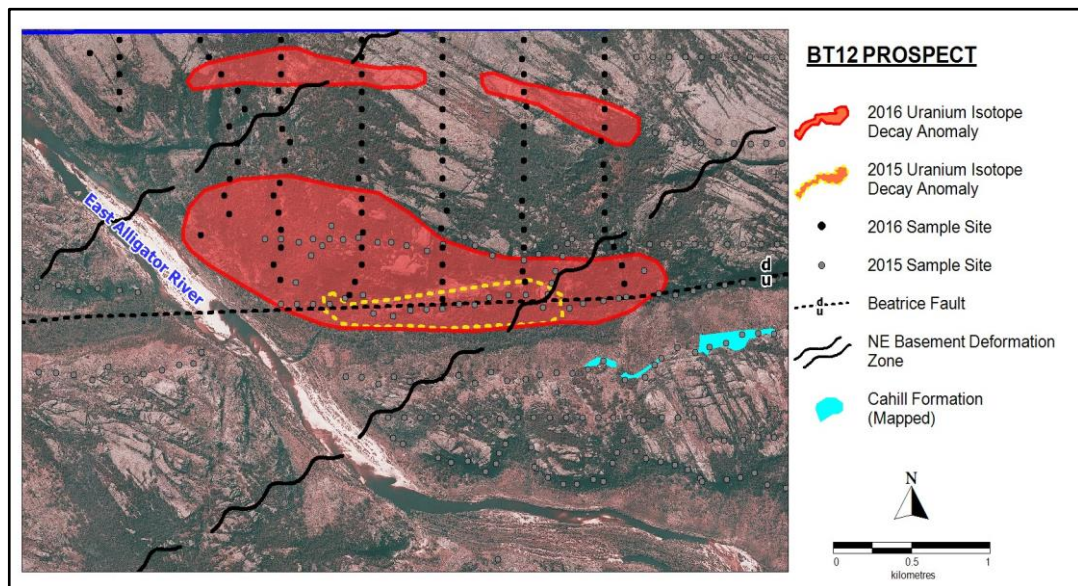 BT12 PROSPECT
2016 Uranium Isotope
Decay Anomaly
2015 Uranium Isotope
Decay Anomaly
2016 Sample Site
2015 Sample Site
d
u
Beatrice Fault
NE Basement Deformation
Zone
Cahill Formation
(Mapped)
N
0 0.5 1
kilometres
East Alligator River
d
u